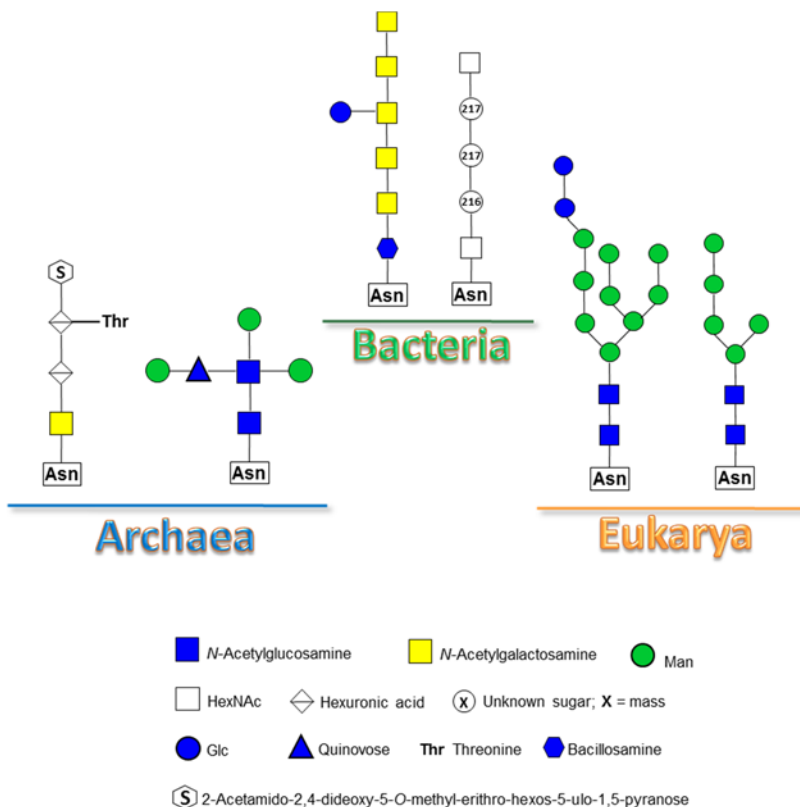 217
217
216
Asn
Asn
Bacteria
S
Thr
Asn
Asn
Archaea
Asn
Asn
Eukarya
N-Acetylglucosamine
N-Acetylgalactosamine
Man
HexNAc
Hexuronic acid
X
Unknown sugar; X = mass
Glc
Quinovose
Thr Threonine
Bacillosamine
S 2-Acetamido-2,4-dideoxy-5-O-methyl-erithro-hexos-5-ulo-1,5-pyranose